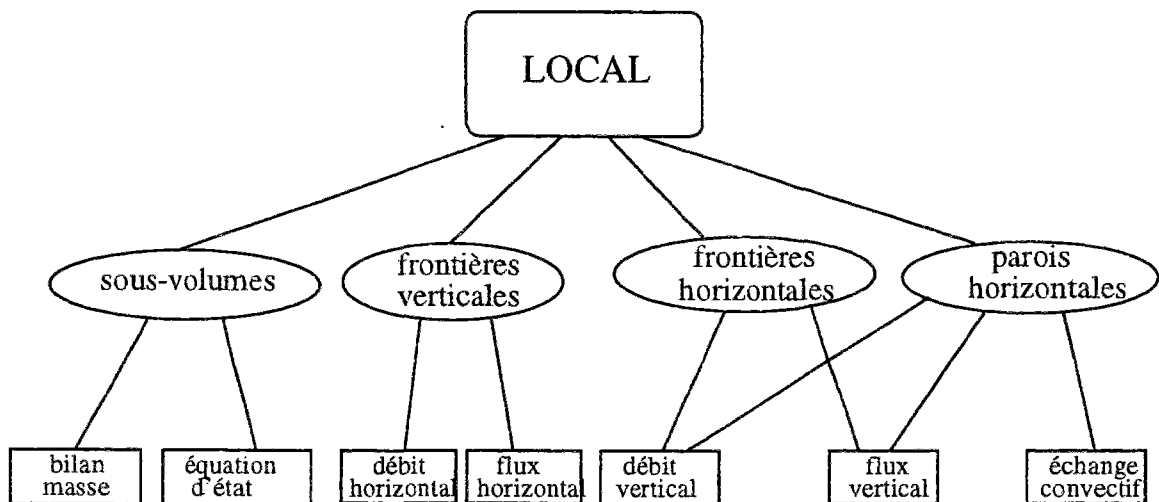 LOCAL
sous-volumes
frontières
verticales
frontières
horizontales
parois
horizontales
bilan
masse
équation
d'état
débit
horizontal
flux
horizontal
débit
vertical
flux
vertical
échange
convectif